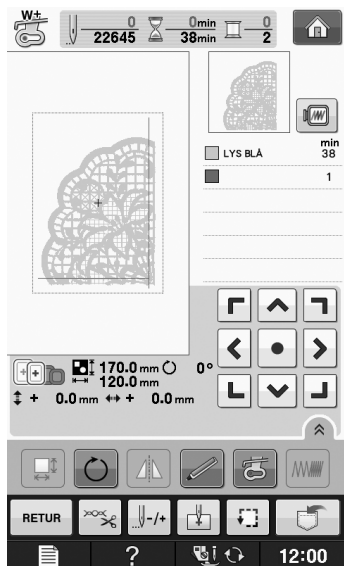 W+
0 0min 0
22645 38min 2
min
LYS BLÅ 38
1
170.0 mm 0°
120.0 mm
+ 0.0 mm + 0.0 mm
RETUR -/+
? 12:00